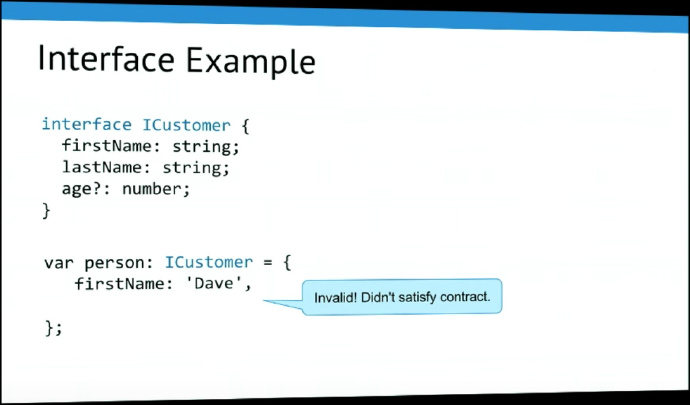 Interface Example
interface ICustomer {
firstName: string;
lastName: string;
age?: number;
}
var person: ICustomer = {
firstName: 'Dave',
Invalid! Didn't satisfy contract.
};